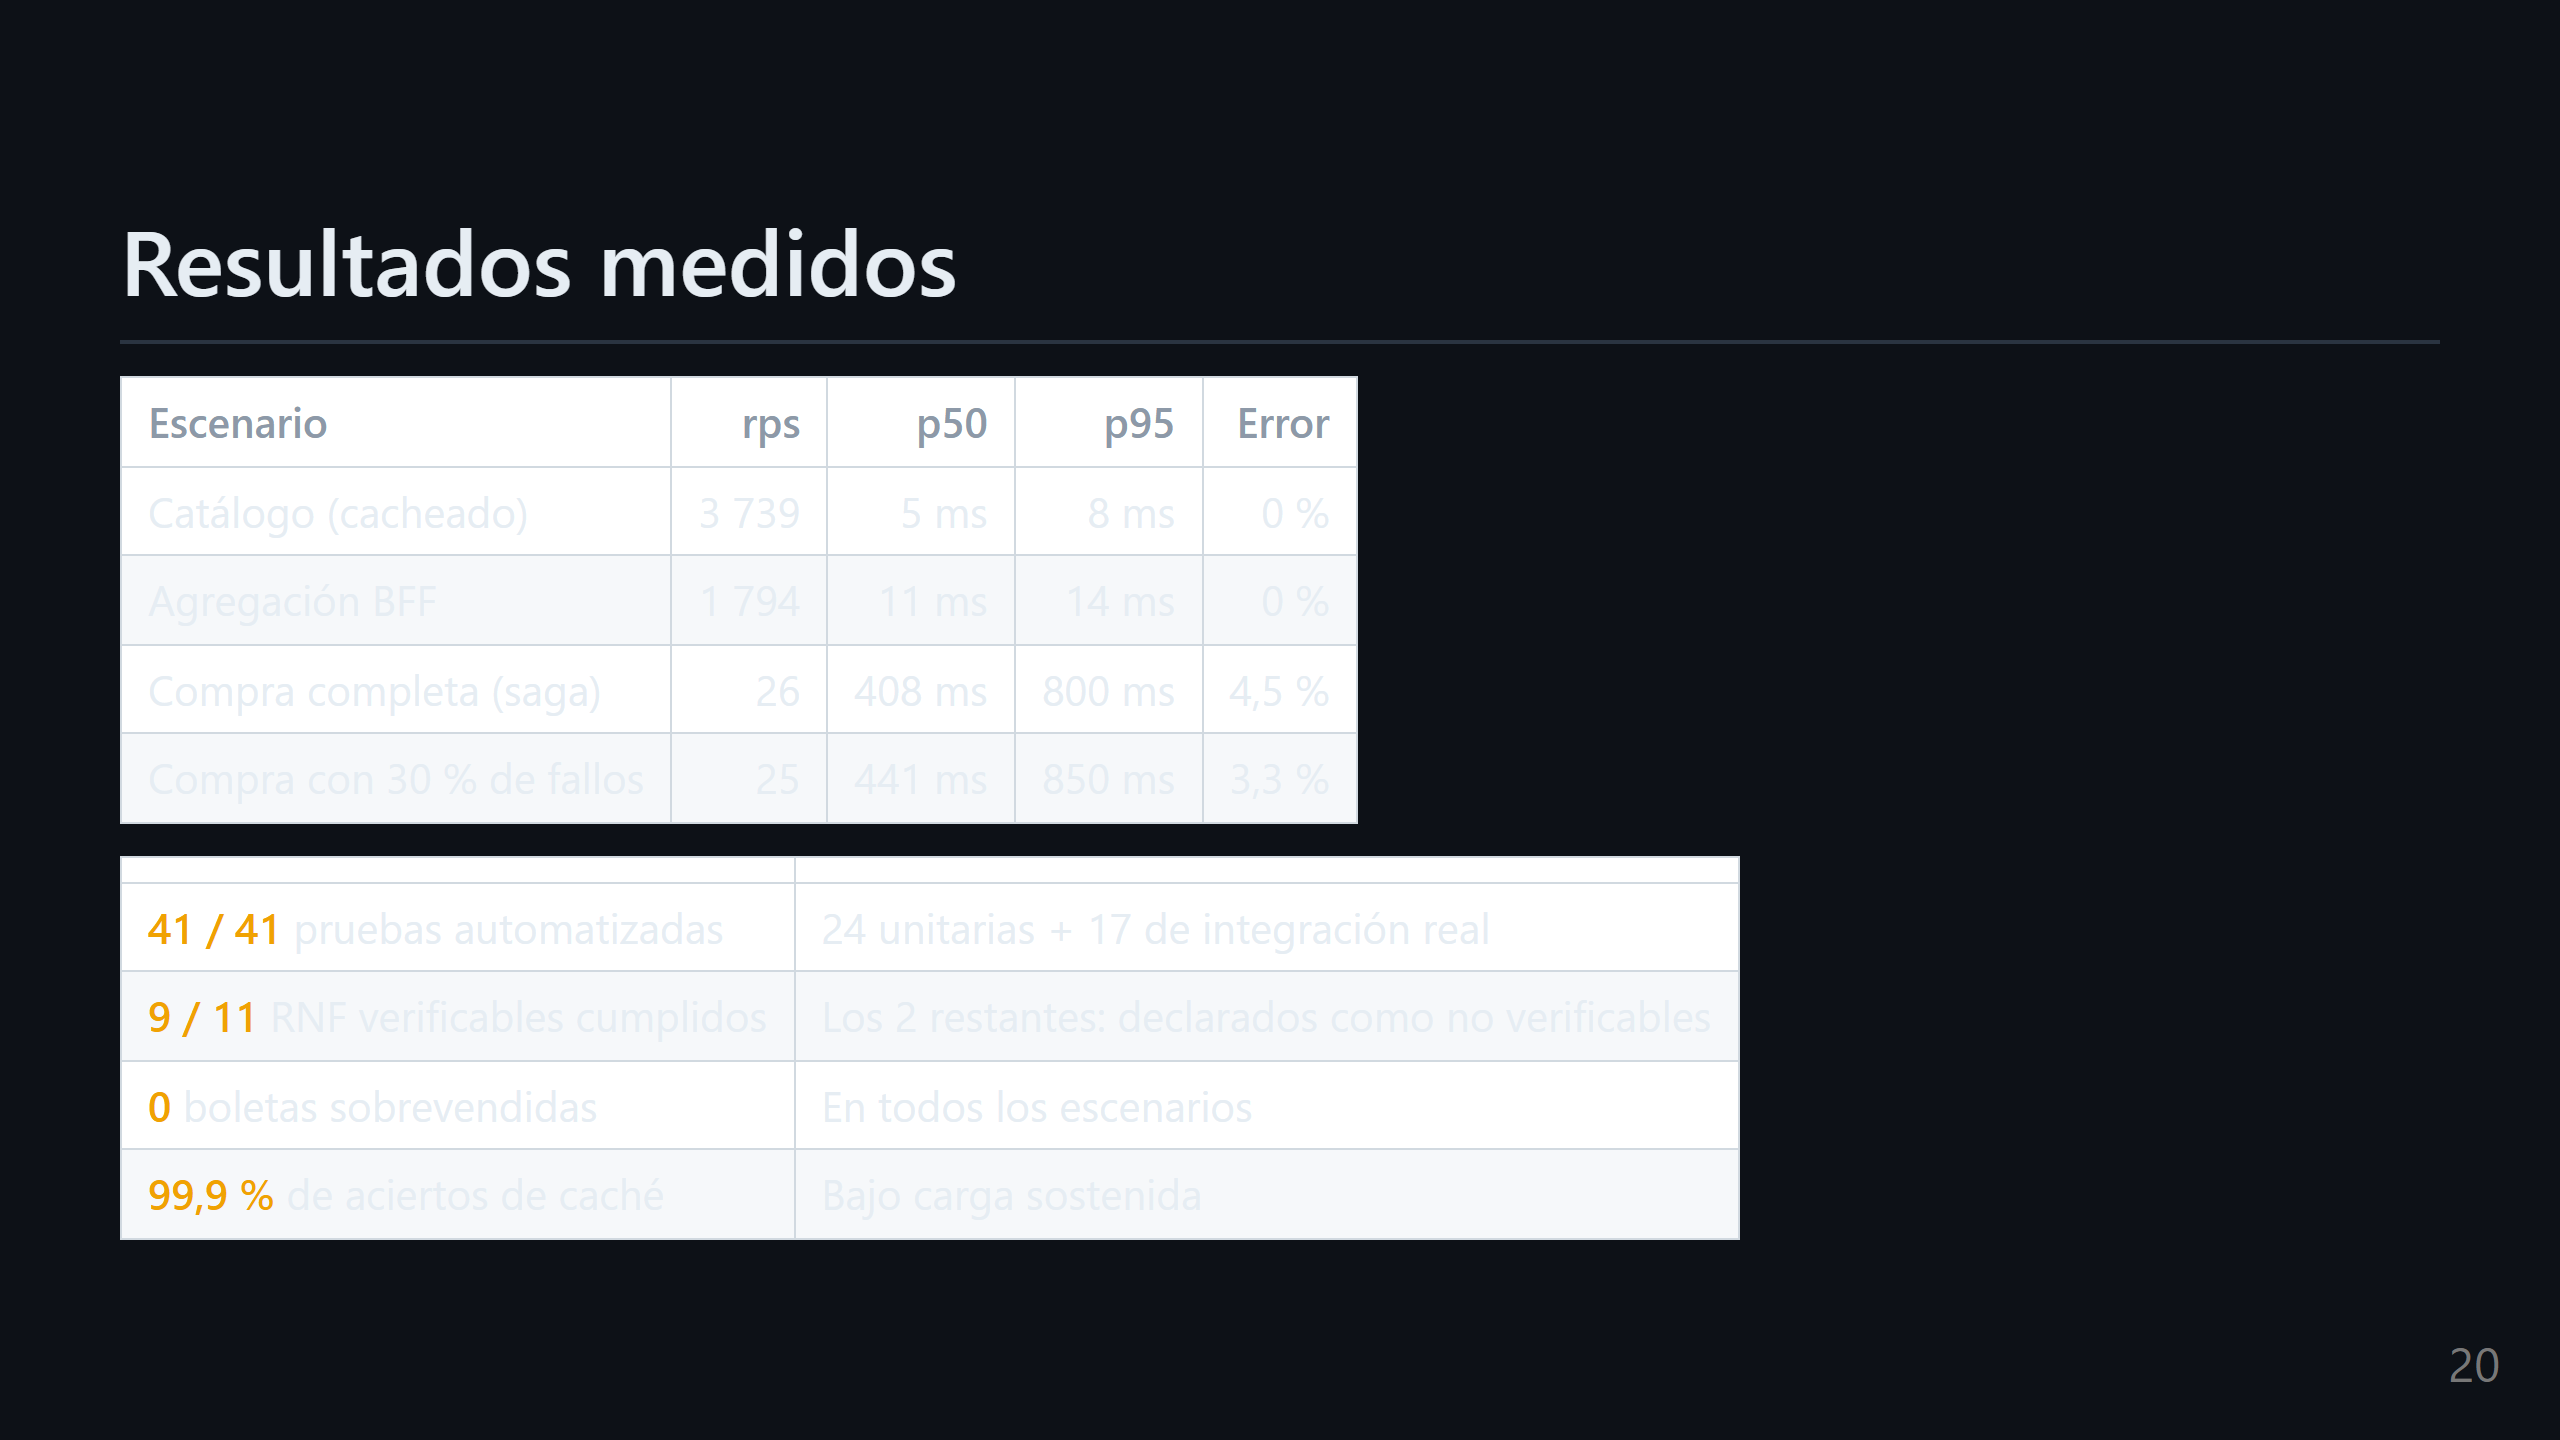 Resultados medidos
Escenario rps p50 p95 Error
Catálogo (cacheado) 3 739 5 ms 8 ms 0 %
Agregación BFF 1 794 11 ms 14 ms 0 %
Compra completa (saga) 26 408 ms 800 ms 4,5 %
Compra con 30 % de fallos 25 441 ms 850 ms 3,3 %
41 / 41 pruebas automatizadas 24 unitarias + 17 de integración real
9 / 11 RNF verificables cumplidos Los 2 restantes: declarados como no verificables
0 boletas sobrevendidas En todos los escenarios
99,9 % de aciertos de caché Bajo carga sostenida
20